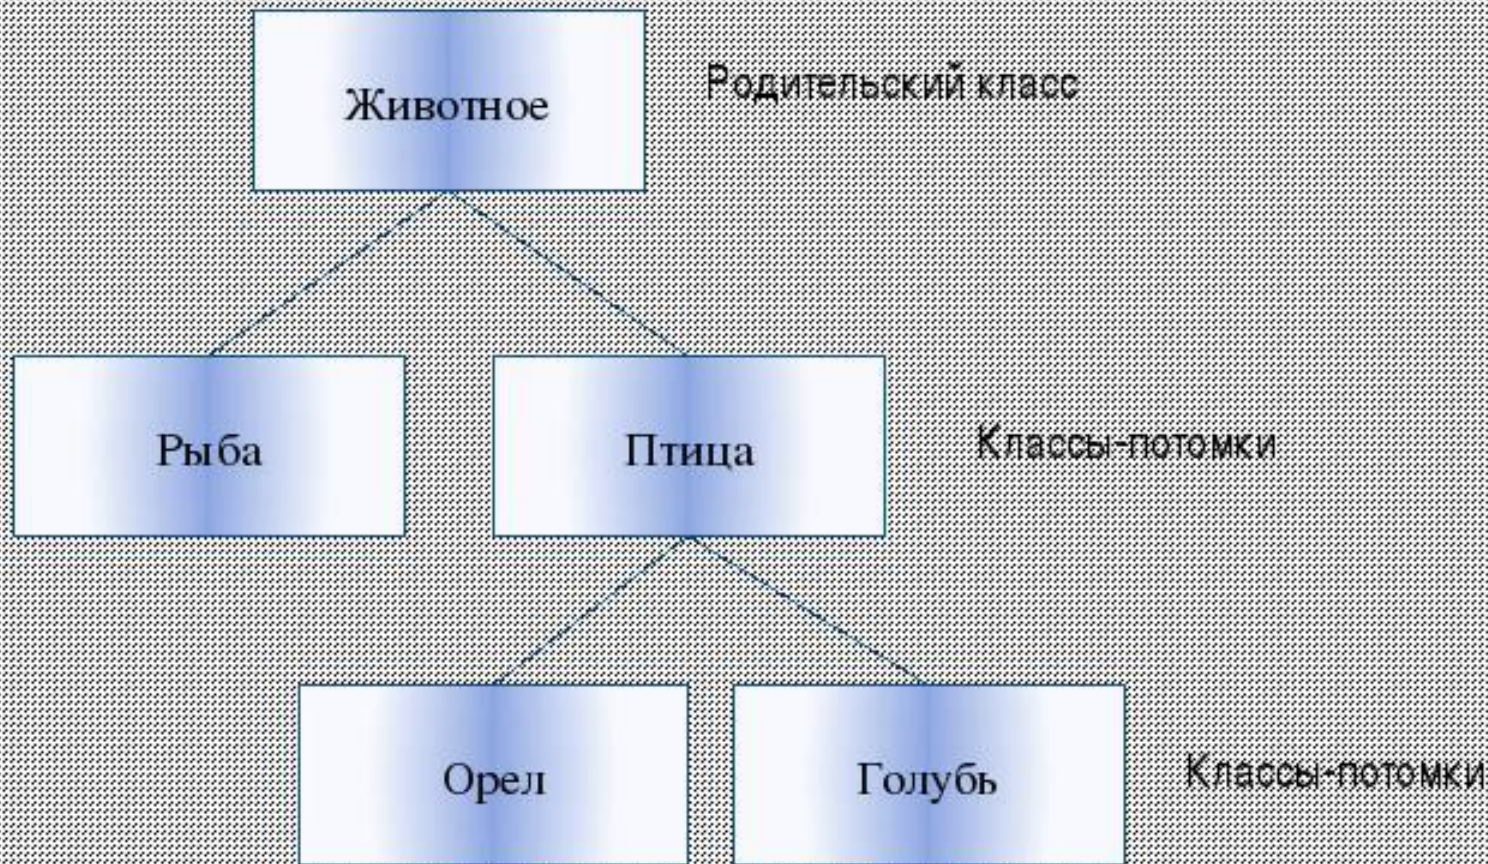 Животное
Родительский класс
Рыба
Птица
Классы-потомки
Орел
Голубь
Классы-потомки